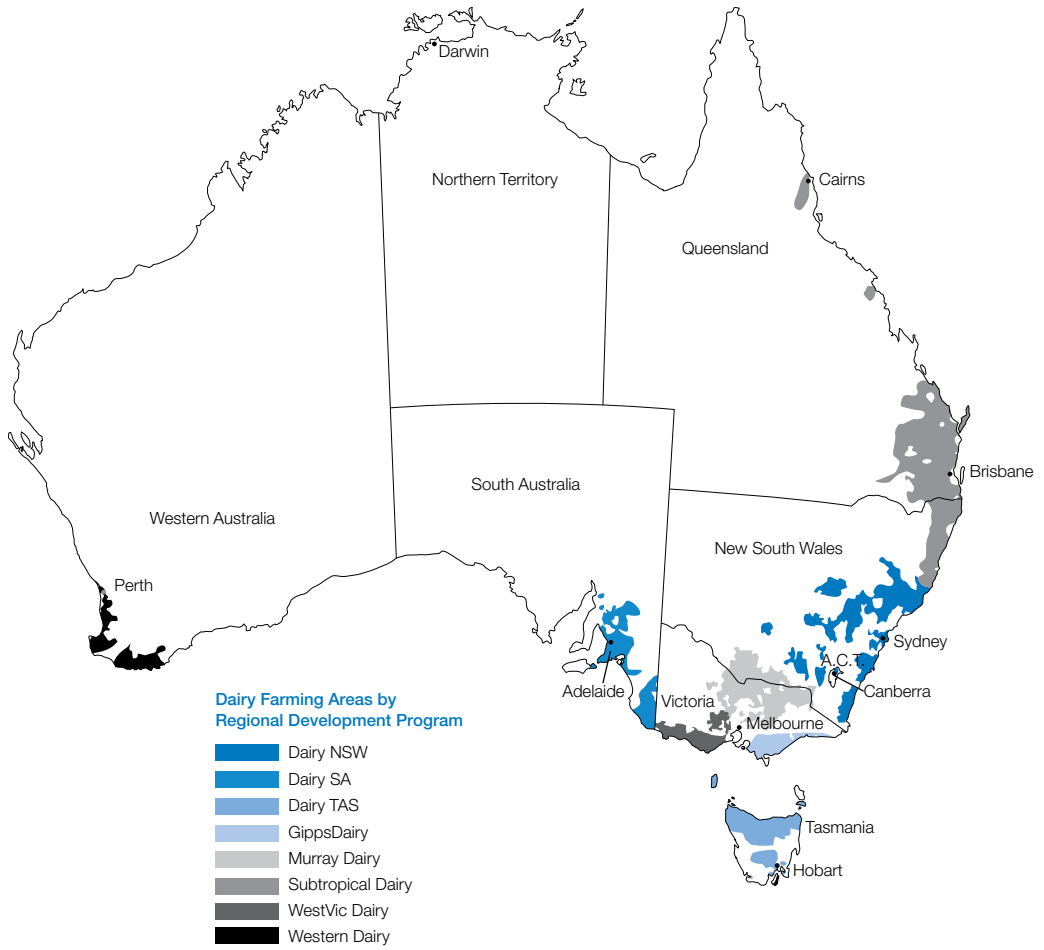 Darwin
Northern Territory
Cairns
Queensland
Brisbane
South Australia
Western Australia
New South Wales
Perth
Sydney
A.C.T.
Adelaide
Canberra
Victoria
Melbourne
Dairy Farming Areas by
Regional Development Program
Dairy NSW
Dairy SA
Dairy TAS
GippsDairy
Murray Dairy
Subtropical Dairy
WestVic Dairy
Western Dairy
Tasmania
Hobart